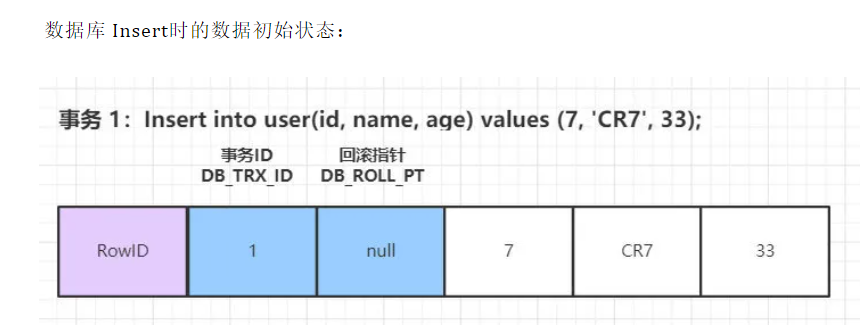 数据库 Insert时的数据初始状态：
事务 1：Insert into user(id, name, age) values (7, 'CR7', 33);
事务ID 回滚指针
DB_TRX_ID DB_ROLL_PT
RowID 1 null 7 CR7 33